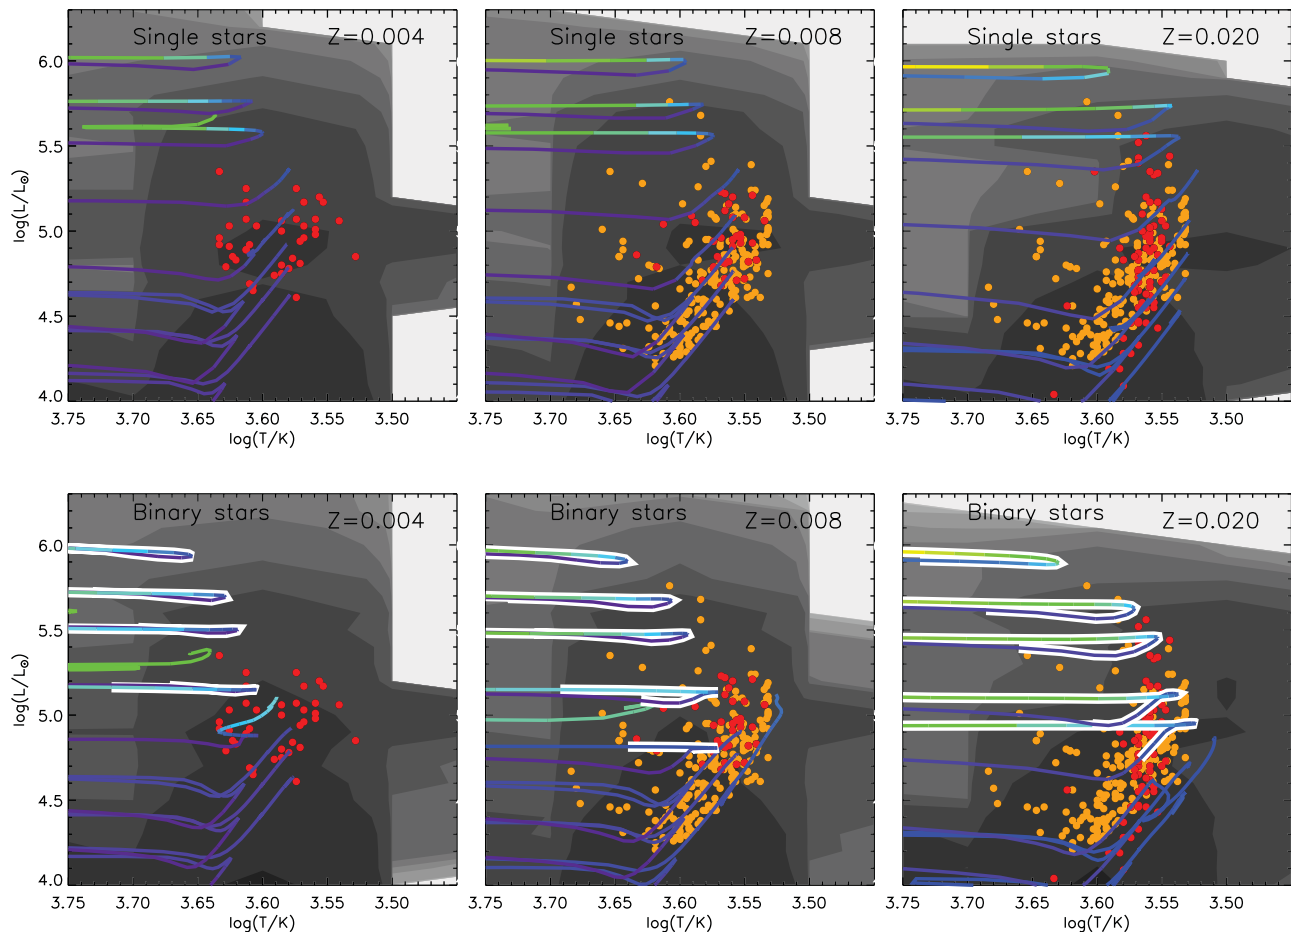 Single stars Z=0.004
Single stars Z=0.008
Single stars Z=0.020
6.0
5.5
5.0
4.5
4.0
log(L/L☉)
3.75 3.70 3.65 3.60 3.55 3.50
3.75 3.70 3.65 3.60 3.55 3.50
3.75 3.70 3.65 3.60 3.55 3.50
log(T/K)
log(T/K)
log(T/K)
Binary stars Z=0.004
Binary stars Z=0.008
Binary stars Z=0.020
6.0
5.5
5.0
4.5
4.0
log(L/L☉)
3.75 3.70 3.65 3.60 3.55 3.50
3.75 3.70 3.65 3.60 3.55 3.50
3.75 3.70 3.65 3.60 3.55 3.50
log(T/K)
log(T/K)
log(T/K)